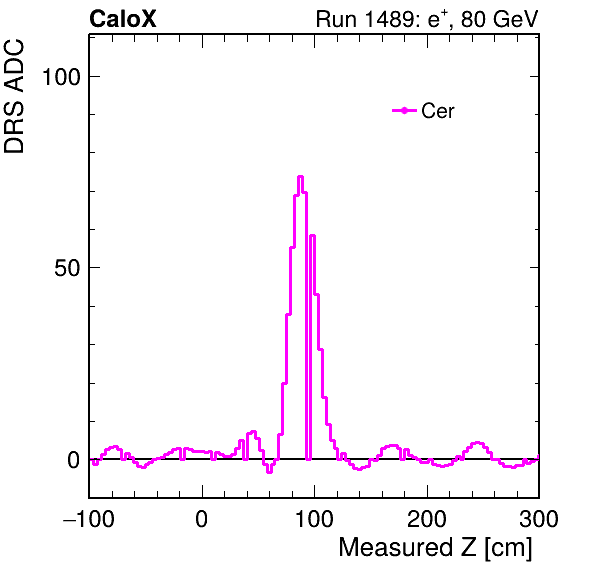 CaloX Run 1489: e⁺, 80 GeV
DRS ADC
100
Cer
50
0
−100 0 100 200 300
Measured Z [cm]